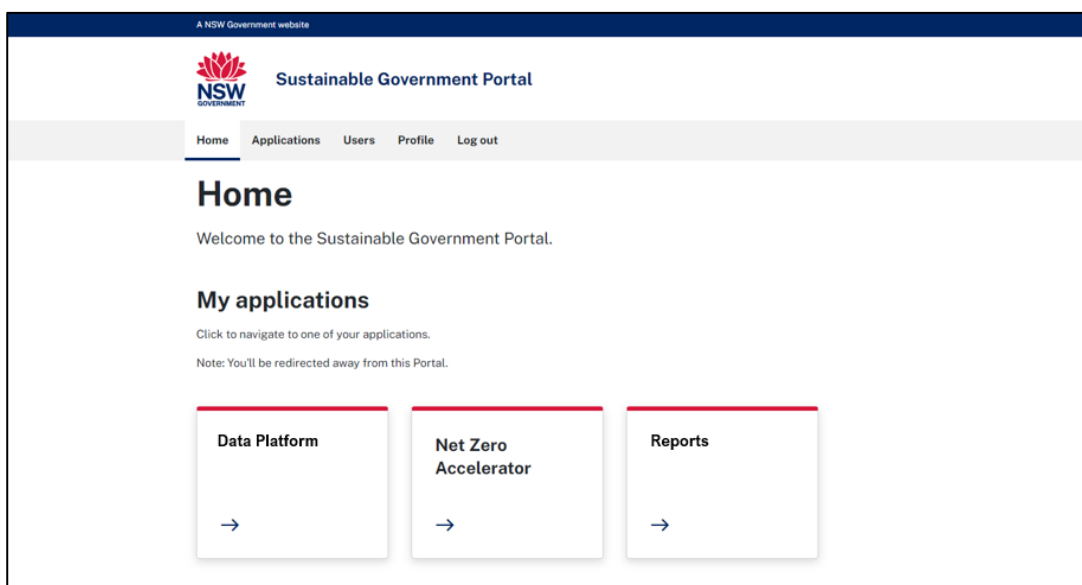 A NSW Government website
NSW
GOVERNMENT
Sustainable Government Portal
Home Applications Users Profile Log out
Home
Welcome to the Sustainable Government Portal.
My applications
Click to navigate to one of your applications.
Note: You'll be redirected away from this Portal.
Data Platform
Net Zero
Accelerator
Reports